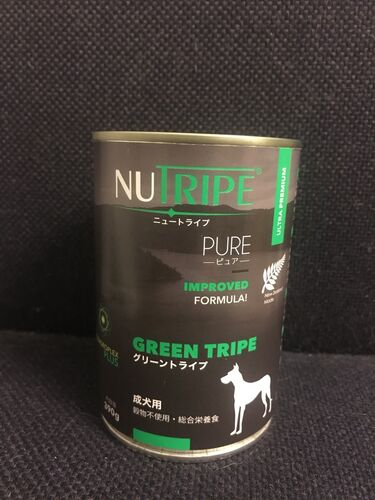 NUTRIPE®
ニュートライプ
PURE
ピュア
IMPROVED
FORMULA!
ULTRA PREMIUM
GREEN TRIPE
グリーントライプ
PLUS
成犬用
穀物不使用・総合栄養食
390g